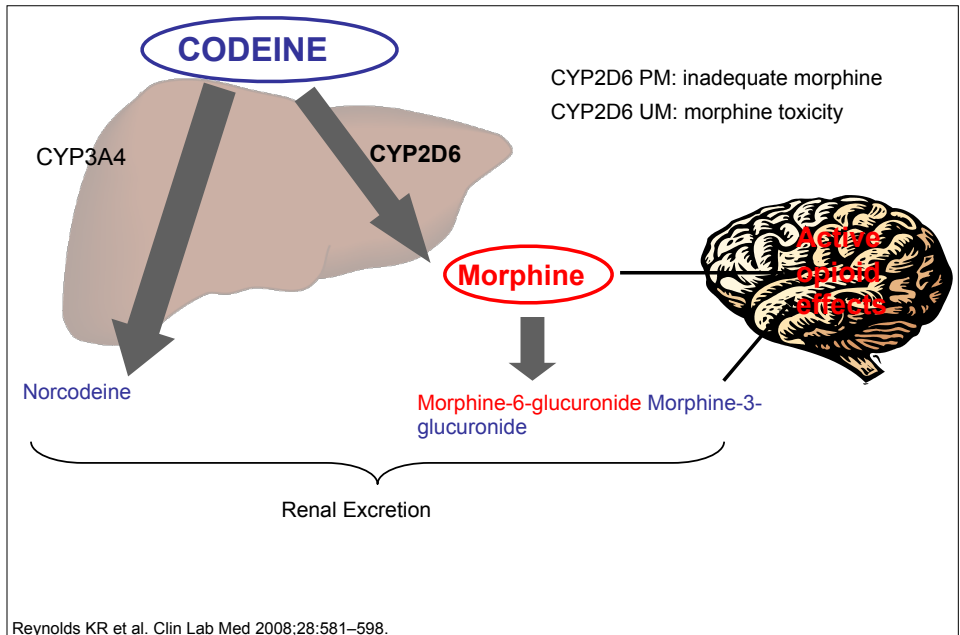 CODEINE
CYP2D6 PM: inadequate morphine
CYP2D6 UM: morphine toxicity
CYP3A4
CYP2D6
Morphine
Active
opioid
effects
Norcodeine
Morphine-6-glucuronide Morphine-3-
glucuronide
Renal Excretion
Reynolds KR et al. Clin Lab Med 2008;28:581–598.